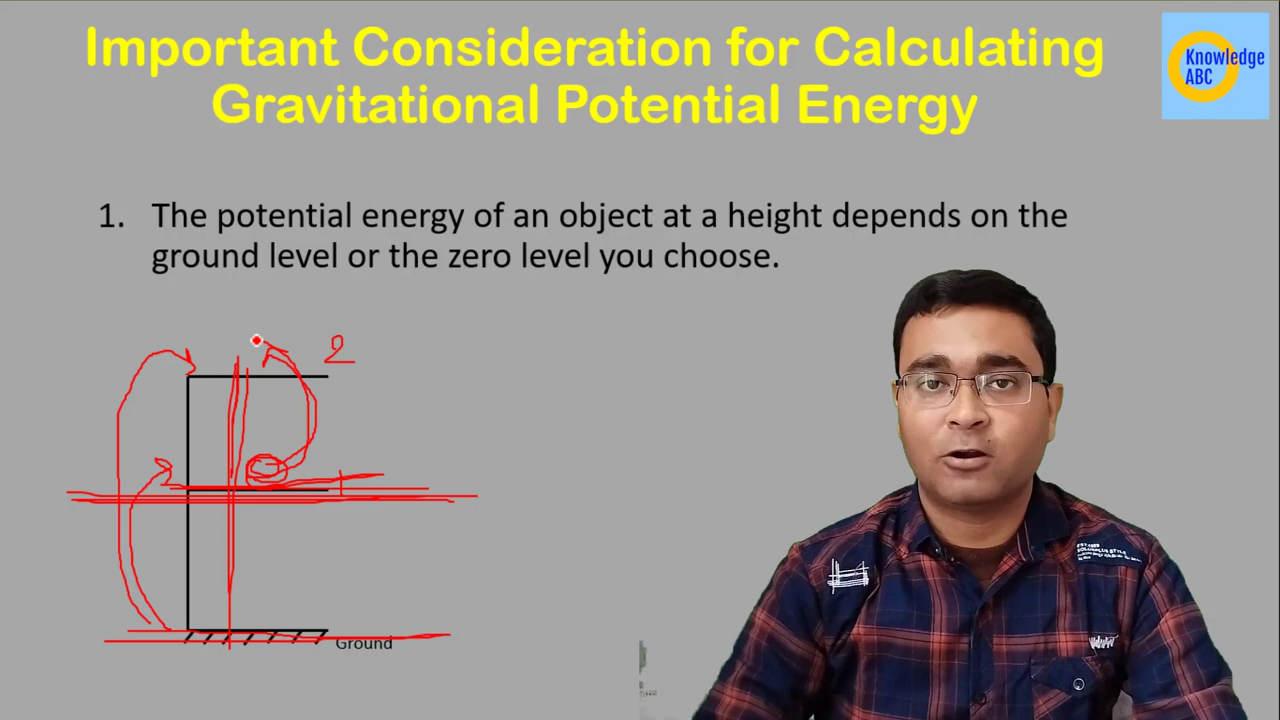 Important Consideration for Calculating
Gravitational Potential Energy
Knowledge
ABC
1. The potential energy of an object at a height depends on the
ground level or the zero level you choose.
2
1
Ground